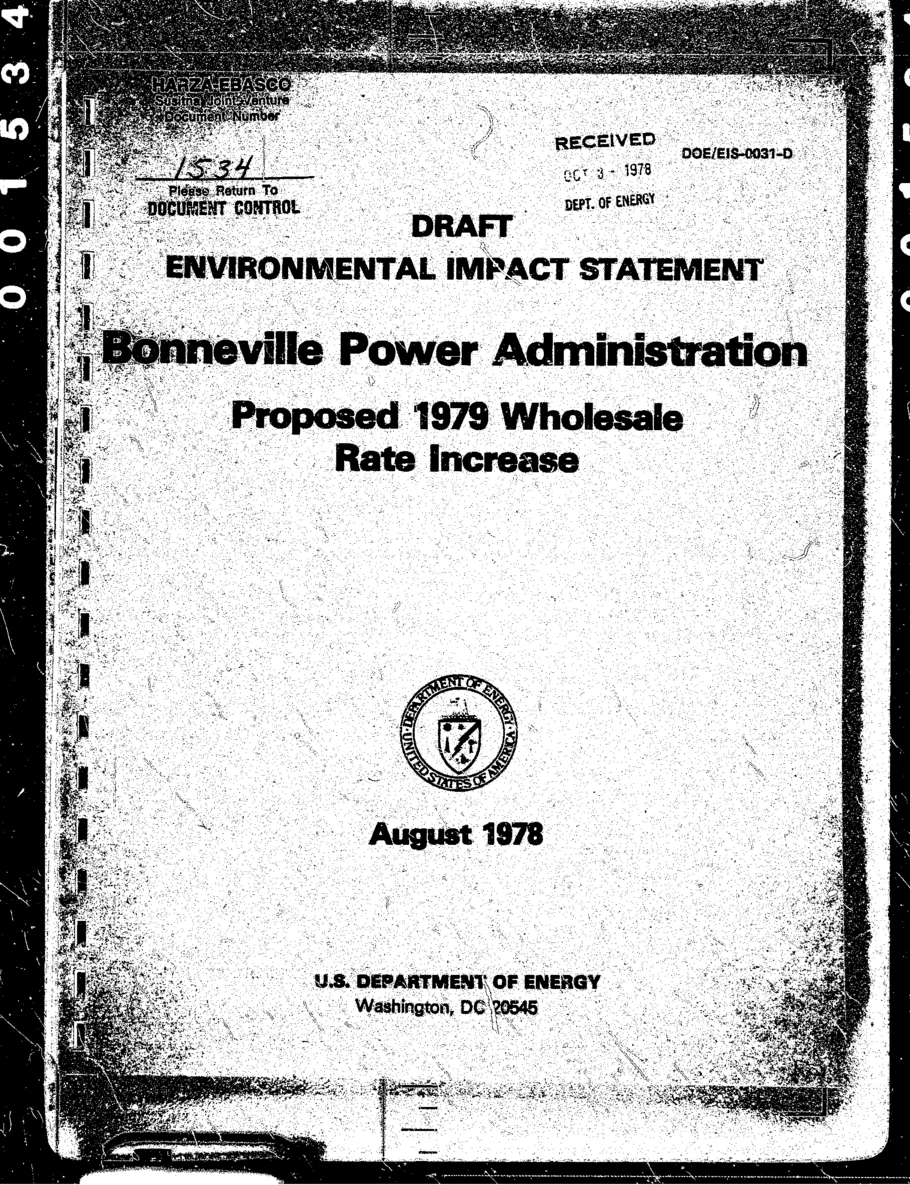 001534
HARZA-EBASCO
Susitna Joint Venture
Document Number
1534
Please Return To
DOCUMENT CONTROL
RECEIVED
OCT 3 - 1978
DEPT. OF ENERGY
DOE/EIS-0031-D
DRAFT
ENVIRONMENTAL IMPACT STATEMENT
Bonneville Power Administration
Proposed 1979 Wholesale
Rate Increase
DEPARTMENT OF ENERGY
UNITED STATES OF AMERICA
August 1978
U.S. DEPARTMENT OF ENERGY
Washington, DC 20545